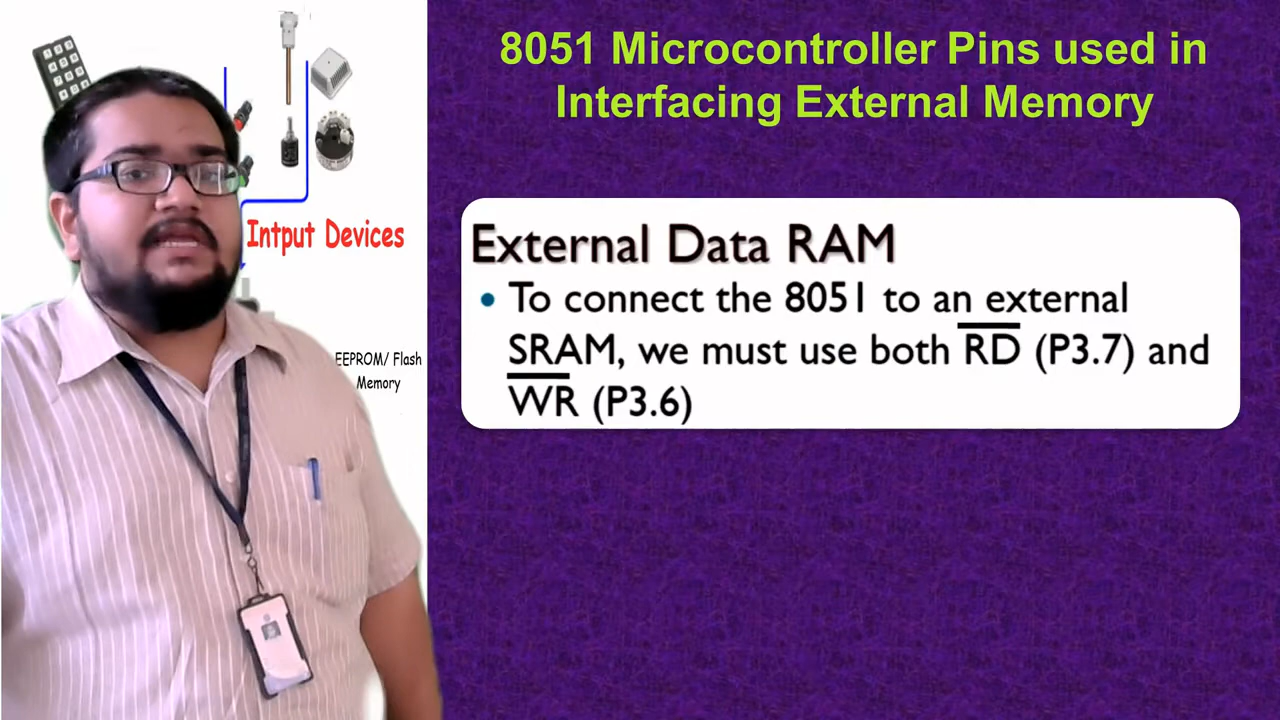 8051 Microcontroller Pins used in
Interfacing External Memory
Intput Devices
EEPROM/ Flash
Memory
External Data RAM
• To connect the 8051 to an external
SRAM, we must use both RD (P3.7) and
WR (P3.6)